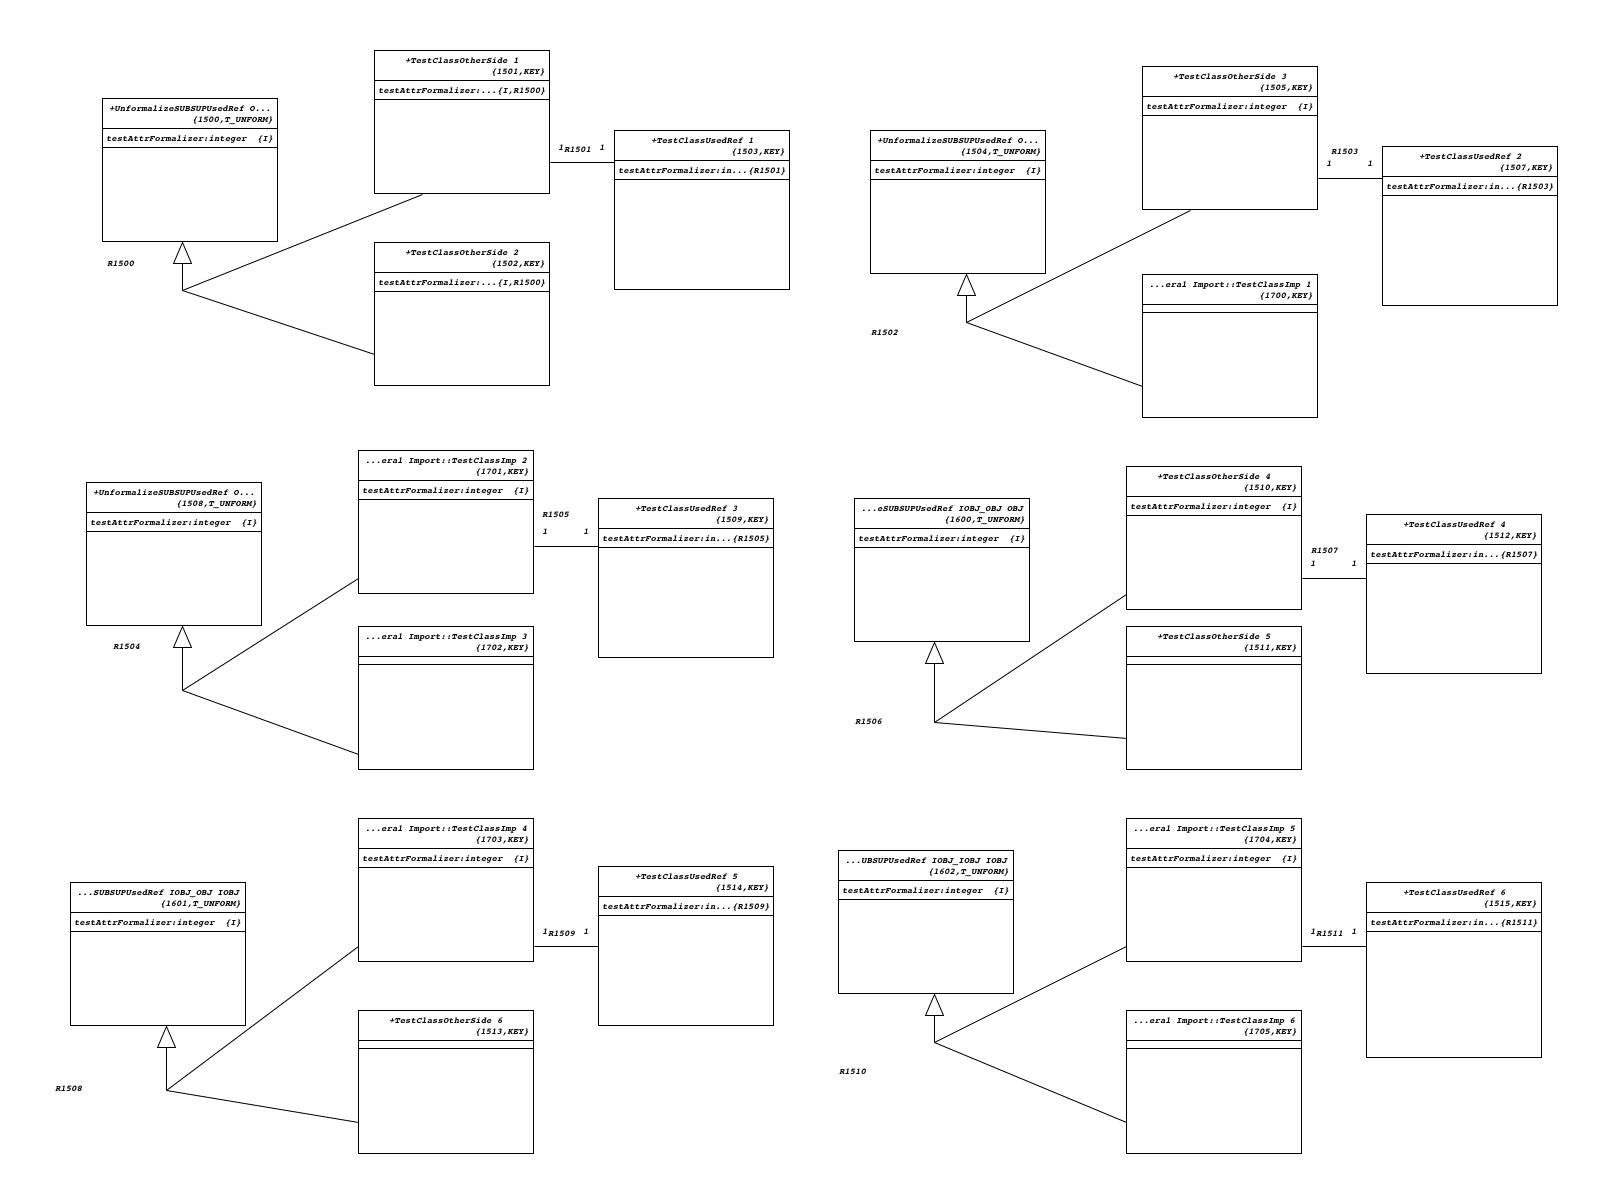 +UnformalizeSUBSUPUsedRef O...
{1500,T_UNFORM}
testAttrFormalizer:integer {I}
R1500
+TestClassOtherSide 1
{1501,KEY}
testAttrFormalizer:...{I,R1500}
1 R1501 1
+TestClassUsedRef 1
{1503,KEY}
testAttrFormalizer:in...{R1501}
+TestClassOtherSide 2
{1502,KEY}
testAttrFormalizer:...{I,R1500}
+UnformalizeSUBSUPUsedRef O...
{1504,T_UNFORM}
testAttrFormalizer:integer {I}
R1502
+TestClassOtherSide 3
{1505,KEY}
testAttrFormalizer:integer {I}
R1503
1 1
+TestClassUsedRef 2
{1507,KEY}
testAttrFormalizer:in...{R1503}
...eral Import::TestClassImp 1
{1700,KEY}
+UnformalizeSUBSUPUsedRef O...
{1508,T_UNFORM}
testAttrFormalizer:integer {I}
R1504
...eral Import::TestClassImp 2
{1701,KEY}
testAttrFormalizer:integer {I}
R1505
1 1
+TestClassUsedRef 3
{1509,KEY}
testAttrFormalizer:in...{R1505}
...eral Import::TestClassImp 3
{1702,KEY}
...eSUBSUPUsedRef IOBJ_OBJ OBJ
{1600,T_UNFORM}
testAttrFormalizer:integer {I}
R1506
+TestClassOtherSide 4
{1510,KEY}
testAttrFormalizer:integer {I}
R1507
1 1
+TestClassUsedRef 4
{1512,KEY}
testAttrFormalizer:in...{R1507}
+TestClassOtherSide 5
{1511,KEY}
...SUBSUPUsedRef IOBJ_OBJ IOBJ
{1601,T_UNFORM}
testAttrFormalizer:integer {I}
R1508
...eral Import::TestClassImp 4
{1703,KEY}
testAttrFormalizer:integer {I}
1 R1509 1
+TestClassUsedRef 5
{1514,KEY}
testAttrFormalizer:in...{R1509}
+TestClassOtherSide 6
{1513,KEY}
...UBSUPUsedRef IOBJ_IOBJ IOBJ
{1602,T_UNFORM}
testAttrFormalizer:integer {I}
R1510
...eral Import::TestClassImp 5
{1704,KEY}
testAttrFormalizer:integer {I}
1 R1511 1
+TestClassUsedRef 6
{1515,KEY}
testAttrFormalizer:in...{R1511}
...eral Import::TestClassImp 6
{1705,KEY}